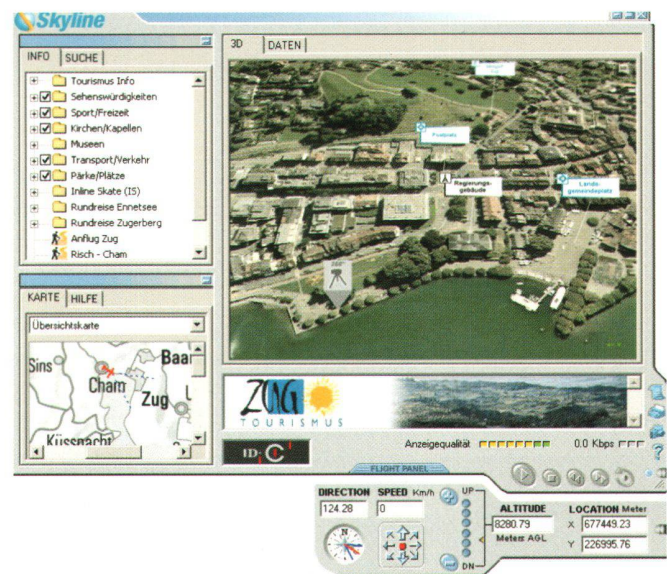 Skyline
INFO
SUCHE
Tourismus Info
Sehenswürdigkeiten
Sport/Freizeit
Kirchen/Kapellen
Museen
Transport/Verkehr
Pärke/Plätze
Inline Skate (IS)
Rundreise Ennetsee
Rundreise Zugerberg
Anflug Zug
Risch - Cham
3D
DATEN
Postplatz
Regierungs-
gebäude
Lands-
gemeindeplatz
360°
KARTE
HILFE
Übersichtskarte
Sins
Baar
Cham
Zug
L
Küssnacht
ZUG
TOURISMUS
ID-C
Anzeigequalität
0.0 Kbps
FLIGHT PANEL
DIRECTION
SPEED Km/h
UP
124.28
0
ALTITUDE
LOCATION Meter
8280.79
X 677449.23
Meters AGL
Y 226995.76
N
DN